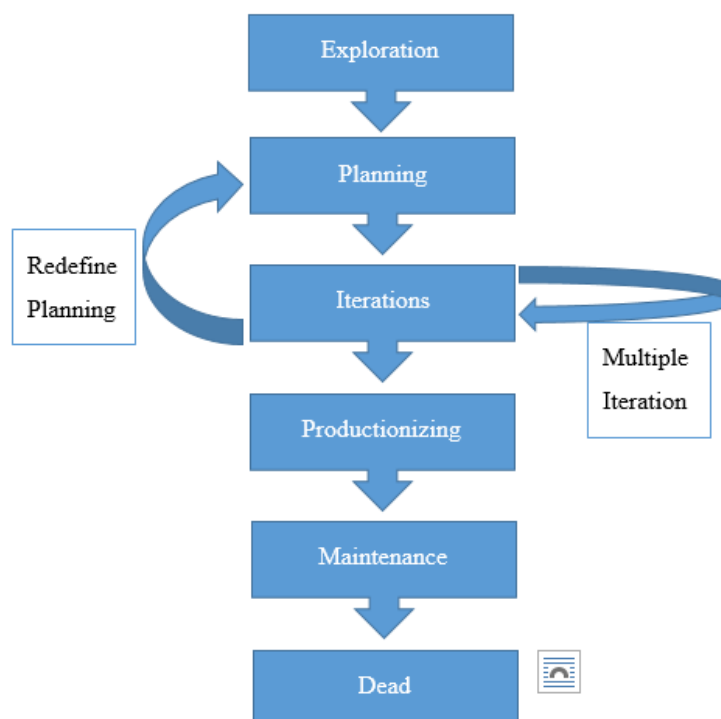 Exploration
Planning
Redefine
Planning
Iterations
Multiple
Iteration
Productionizing
Maintenance
Dead